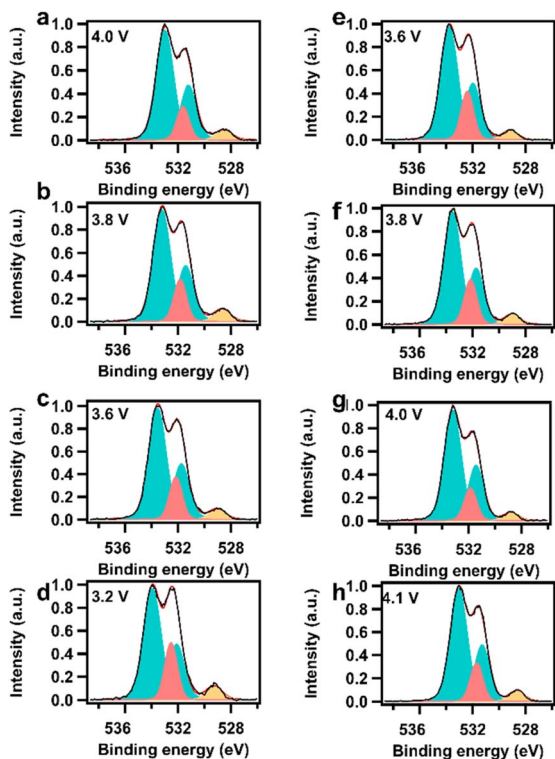 a
4.0 V
Intensity (a.u.)
1.0
0.8
0.6
0.4
0.2
0.0
536
532
528
Binding energy (eV)
b
3.8 V
Intensity (a.u.)
1.0
0.8
0.6
0.4
0.2
0.0
536
532
528
Binding energy (eV)
c
3.6 V
Intensity (a.u.)
1.0
0.8
0.6
0.4
0.2
0.0
536
532
528
Binding energy (eV)
d
3.2 V
Intensity (a.u.)
1.0
0.8
0.6
0.4
0.2
0.0
536
532
528
Binding energy (eV)
e
3.6 V
Intensity (a.u.)
1.0
0.8
0.6
0.4
0.2
0.0
536
532
528
Binding energy (eV)
f
3.8 V
Intensity (a.u.)
1.0
0.8
0.6
0.4
0.2
0.0
536
532
528
Binding energy (eV)
g
4.0 V
Intensity (a.u.)
1.0
0.8
0.6
0.4
0.2
0.0
536
532
528
Binding energy (eV)
h
4.1 V
Intensity (a.u.)
1.0
0.8
0.6
0.4
0.2
0.0
536
532
528
Binding energy (eV)